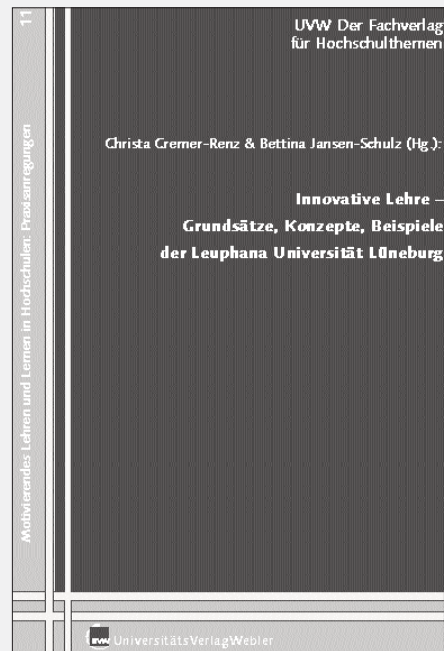 UVW Der Fachverlag
für Hochschulthemen
Christa Cremer-Renz & Bettina Jansen-Schulz (Hg.):
Innovative Lehre –
Grundsätze, Konzepte, Beispiele
der Leuphana Universität Lüneburg
11
Motivierendes Lehren und Lernen in Hochschulen: Praxisanregungen
UVW UniversitätsVerlagWebler